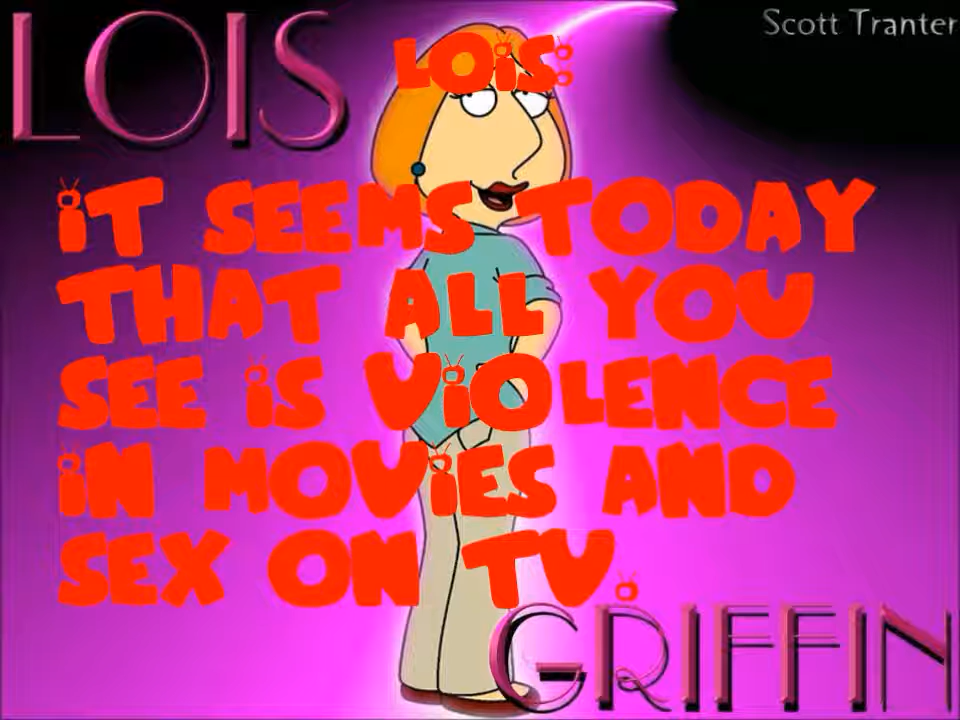 LOIS
Scott Tranter
LOiS:
iT SEEMS TODAY
THAT ALL YOU
SEE iS ViOLENCE
iN MOViES AND
SEX ON TV.
GRIFFIN